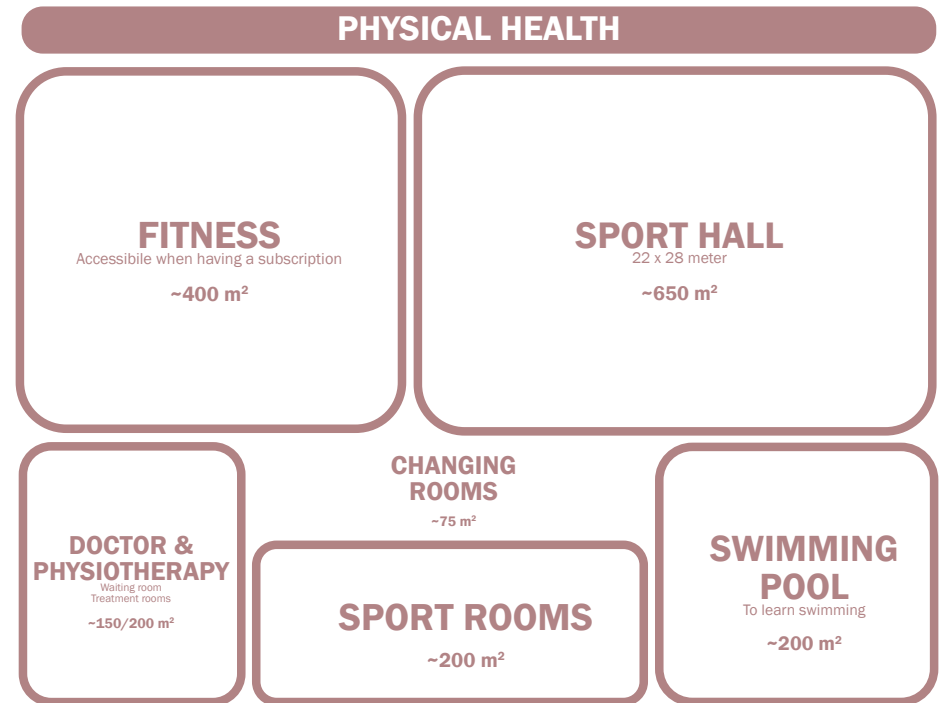 PHYSICAL HEALTH
FITNESS
Accessibile when having a subscription
~400 m²
SPORT HALL
22 x 28 meter
~650 m²
CHANGING
ROOMS
~75 m²
DOCTOR &
PHYSIOTHERAPY
Waiting room
Treatment rooms
~150/200 m²
SPORT ROOMS
~200 m²
SWIMMING
POOL
To learn swimming
~200 m²